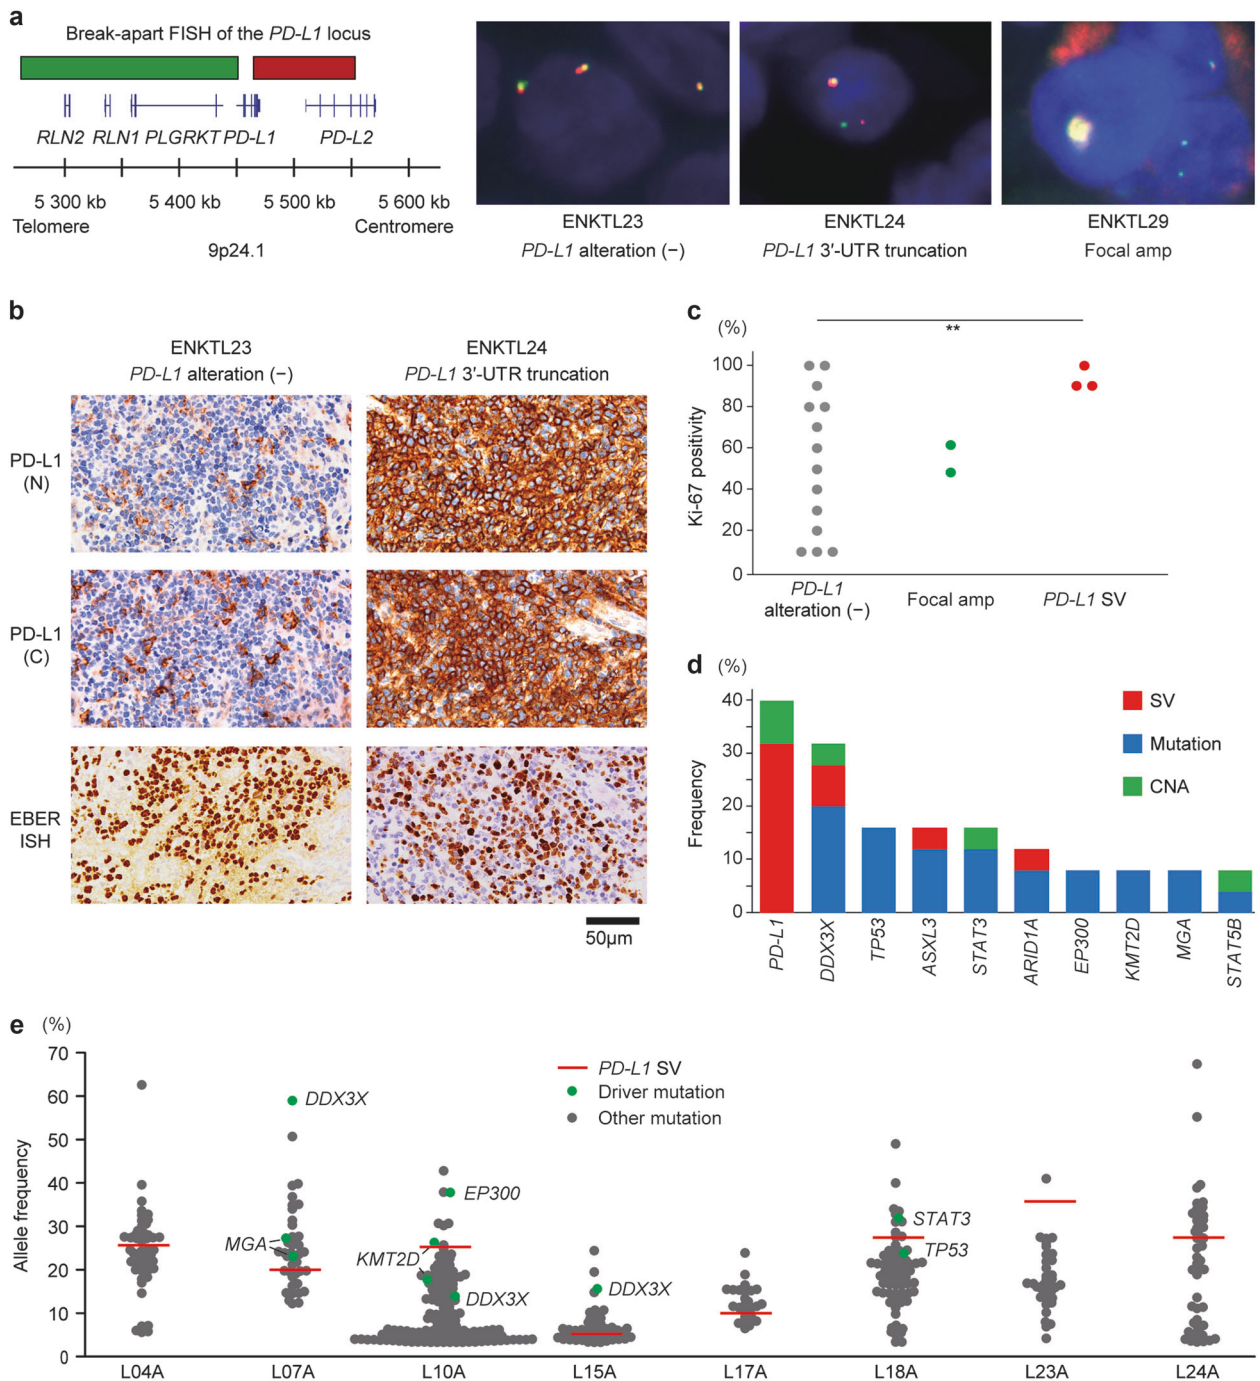 a
Break-apart FISH of the PD-L1 locus
RLN2 RLN1 PLGRKT PD-L1 PD-L2
5 300 kb 5 400 kb 5 500 kb 5 600 kb
Telomere Centromere
9p24.1
ENKTL23
PD-L1 alteration (−)
ENKTL24
PD-L1 3′-UTR truncation
ENKTL29
Focal amp
b
ENKTL23
PD-L1 alteration (−)
ENKTL24
PD-L1 3′-UTR truncation
PD-L1
(N)
PD-L1
(C)
EBER
ISH
50μm
c
(%)
**
Ki-67 positivity
100
80
60
40
20
0
PD-L1
alteration (−)
Focal amp
PD-L1 SV
d
(%)
Frequency
40
30
20
10
0
SV
Mutation
CNA
PD-L1
DDX3X
TP53
ASXL3
STAT3
ARID1A
EP300
KMT2D
MGA
STAT5B
e
(%)
Allele frequency
70
60
50
40
30
20
10
0
PD-L1 SV
Driver mutation
Other mutation
DDX3X
MGA
EP300
KMT2D
DDX3X
DDX3X
STAT3
TP53
L04A L07A L10A L15A L17A L18A L23A L24A